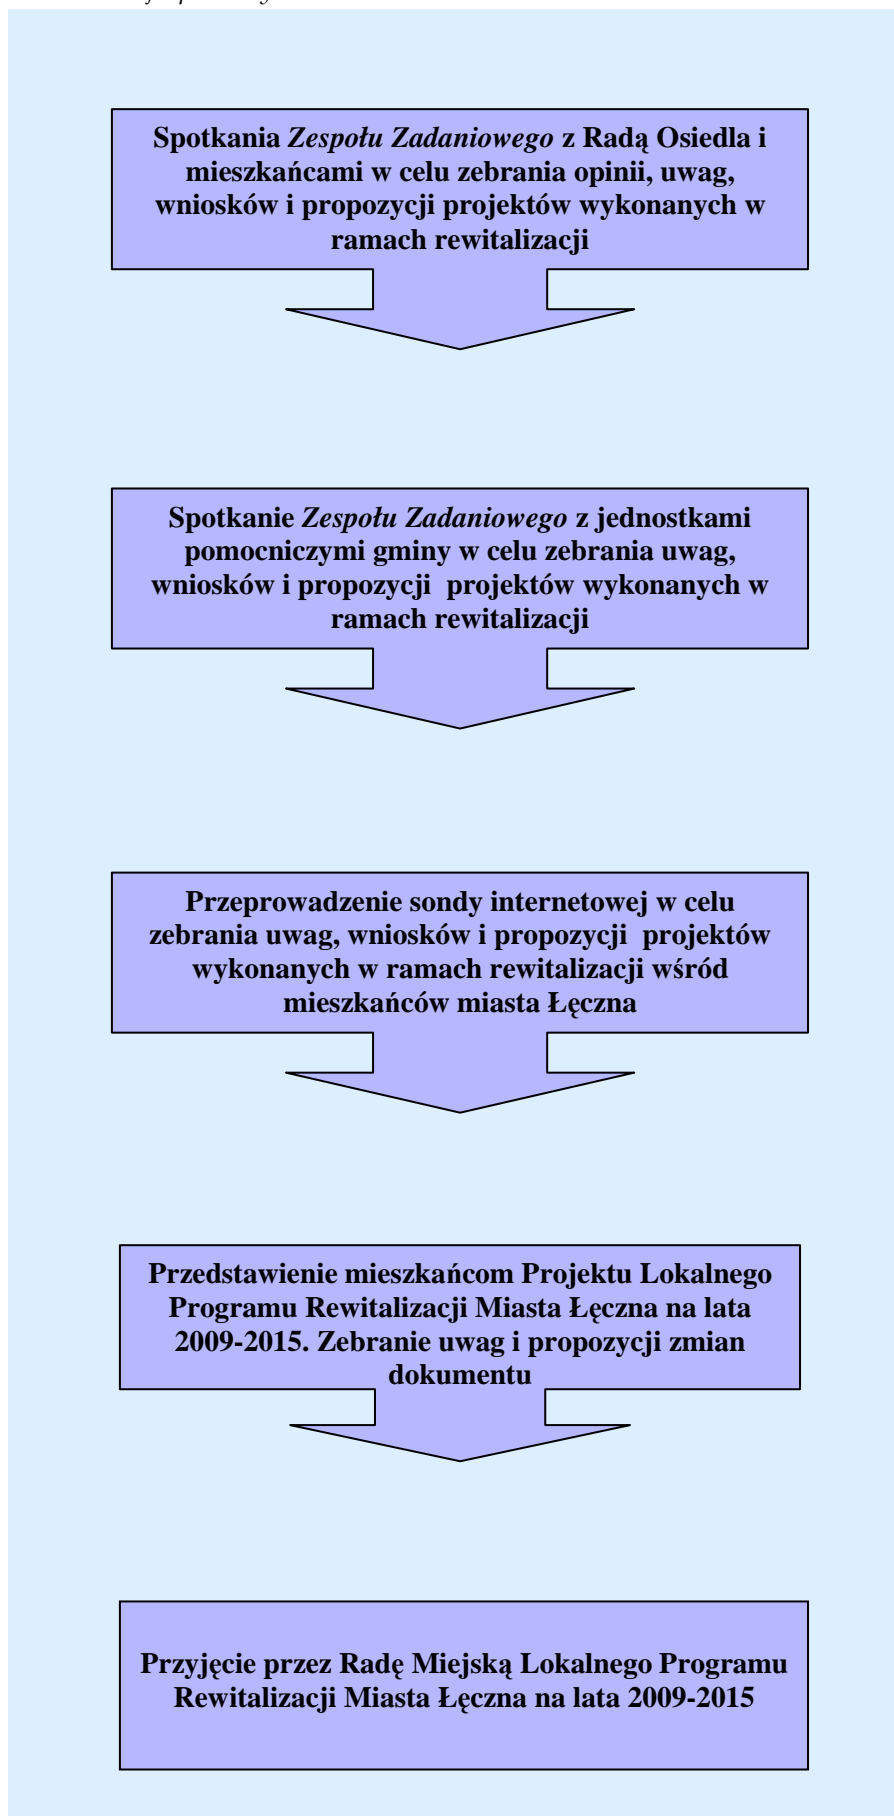 Spotkania Zespołu Zadaniowego z Radą Osiedla i
mieszkańcami w celu zebrania opinii, uwag,
wniosków i propozycji projektów wykonanych w
ramach rewitalizacji
Spotkanie Zespołu Zadaniowego z jednostkami
pomocniczymi gminy w celu zebrania uwag,
wniosków i propozycji projektów wykonanych w
ramach rewitalizacji
Przeprowadzenie sondy internetowej w celu
zebrania uwag, wniosków i propozycji projektów
wykonanych w ramach rewitalizacji wśród
mieszkańców miasta Łęczna
Przedstawienie mieszkańcom Projektu Lokalnego
Programu Rewitalizacji Miasta Łęczna na lata
2009-2015. Zebranie uwag i propozycji zmian
dokumentu
Przyjęcie przez Radę Miejską Lokalnego Programu
Rewitalizacji Miasta Łęczna na lata 2009-2015